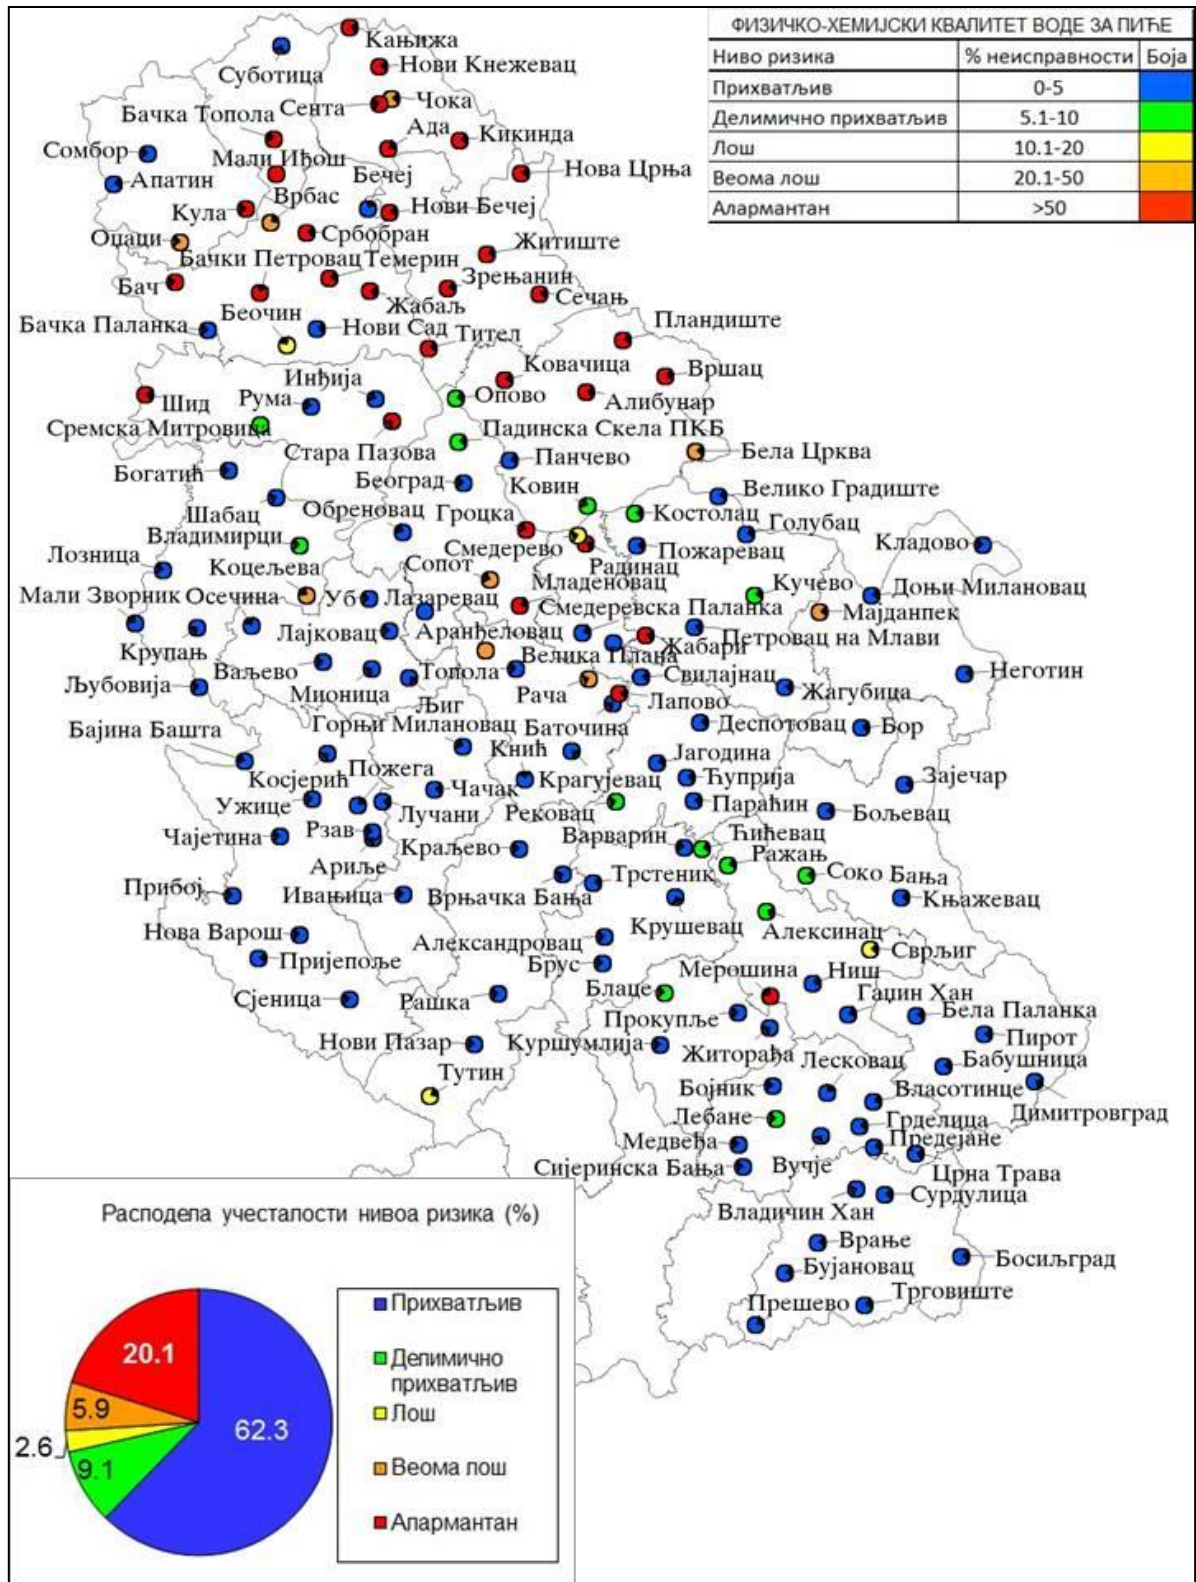 ФИЗИЧКО-ХЕМИЈСКИ КВАЛИТЕТ ВОДЕ ЗА ПИЋЕ
Ниво ризика % неисправности Боја
Прихватљив 0-5
Делимично прихватљив 5.1-10
Лош 10.1-20
Веома лош 20.1-50
Алармантан >50
Кањижа
Суботица
Нови Кнежевац
Сента
Чока
Бачка Топола
Ада
Кикинда
Сомбор
Мали Иђош
Нова Црња
Апатин
Бечеј
Врбас
Кула
Нови Бечеј
Оџаци
Србобран
Житиште
Бачки Петровац
Темерин
Бач
Зрењанин
Жабаљ
Сечањ
Беочин
Бачка Паланка
Нови Сад
Тител
Пландиште
Ковачица
Вршац
Инђија
Шид
Рума
Опово
Алибунар
Сремска Митровица
Стара Пазова
Падинска Скела ПКБ
Бела Црква
Богатић
Панчево
Београд
Ковин
Велико Градиште
Шабац
Обреновац
Гроцка
Костолац
Голубац
Владимирци
Смедерево
Пожаревац
Кладово
Лозница
Радинац
Коцељева
Сопот
Младеновац
Кучево
Доњи Милановац
Мали Зворник
Осечина
Уб
Лазаревац
Смедеревска Паланка
Мајданпек
Лајковац
Аранђеловац
Петровац на Млави
Жабари
Крупањ
Велика Плана
Ваљево
Топола
Свилајнац
Неготин
Љубовија
Мионица
Љиг
Рача
Лапово
Жагубица
Бајина Башта
Горњи Милановац
Баточина
Деспотовац
Бор
Кнић
Јагодина
Косјерић
Пожега
Крагујевац
Ћуприја
Зајечар
Чачак
Ужице
Лучани
Рековац
Параћин
Бољевац
Чајетина
Рзав
Варварин
Ћићевац
Краљево
Ариље
Ражањ
Трстеник
Соко Бања
Прибој
Ивањица
Врњачка Бања
Књажевац
Крушевац
Нова Варош
Алексинац
Александровац
Пријепоље
Брус
Сврљиг
Мерошина
Ниш
Сјеница
Рашка
Блаце
Гаџин Хан
Бела Паланка
Прокупље
Пирот
Нови Пазар
Куршумлија
Житорађа
Лесковац
Бабушница
Тутин
Бојник
Власотинце
Димитровград
Лебане
Грделица
Медвеђа
Предејане
Сијеринска Бања
Вучје
Црна Трава
Сурдулица
Владичин Хан
Врање
Босиљград
Бујановац
Трговиште
Прешево
Расподела учесталости нивоа ризика (%)
20.1
5.9
2.6
9.1
62.3
Прихватљив
Делимично
прихватљив
Лош
Веома лош
Алармантан